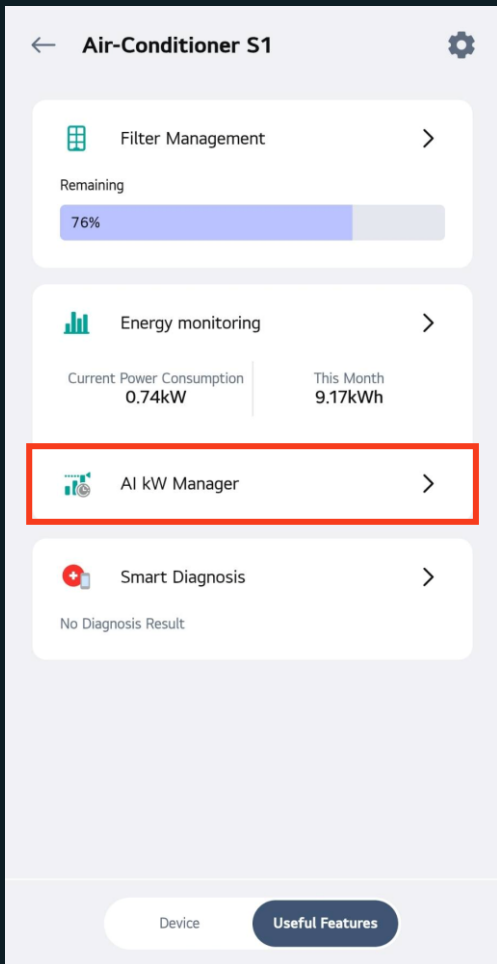 Air-Conditioner S1
Filter Management
Remaining
76%
Energy monitoring
Current Power Consumption
0.74kW
This Month
9.17kWh
AI kW Manager
Smart Diagnosis
No Diagnosis Result
Device
Useful Features